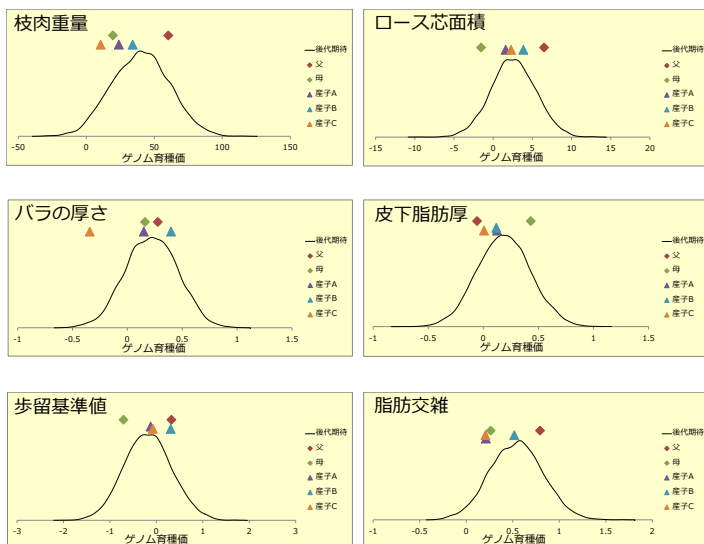 枝肉重量
後代期待
父
母
産子A
産子B
産子C
-50 0 50 100 150
ゲノム育種価
ロース芯面積
後代期待
父
母
産子A
産子B
産子C
-15 -10 -5 0 5 10 15 20
ゲノム育種価
バラの厚さ
後代期待
父
母
産子A
産子B
産子C
-1 -0.5 0 0.5 1 1.5
ゲノム育種価
皮下脂肪厚
後代期待
父
母
産子A
産子B
産子C
-1 -0.5 0 0.5 1 1.5
ゲノム育種価
歩留基準値
後代期待
父
母
産子A
産子B
産子C
-3 -2 -1 0 1 2 3
ゲノム育種価
脂肪交雑
後代期待
父
母
産子A
産子B
産子C
-1 -0.5 0 0.5 1 1.5 2
ゲノム育種価